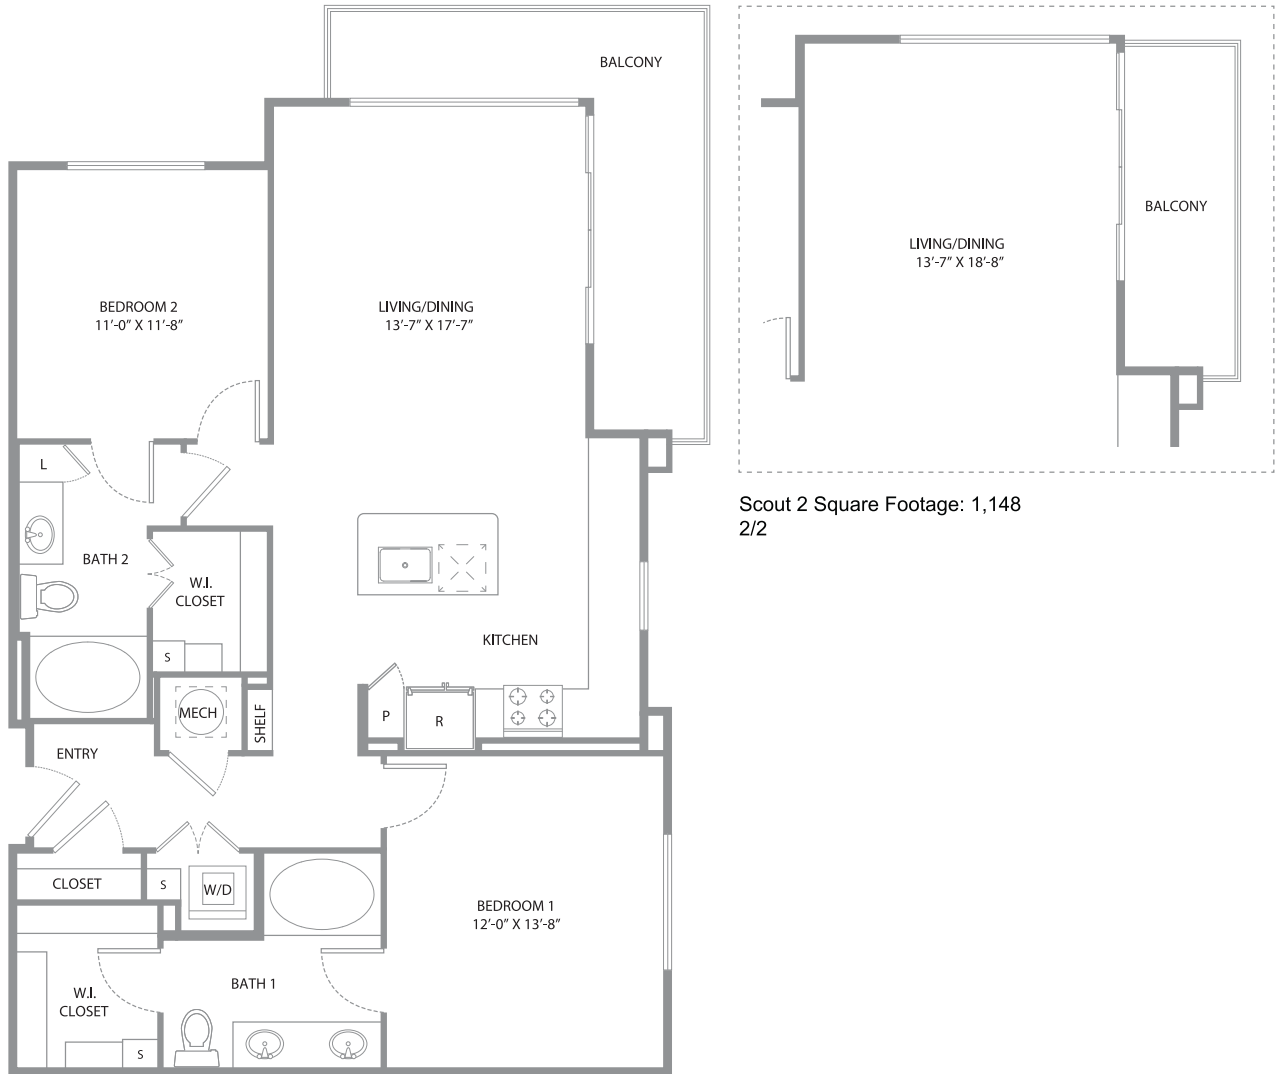 BALCONY
BEDROOM 2
11’-0” X 11’-8”
LIVING/DINING
13’-7” X 17’-7”
L
BATH 2
W.I.
CLOSET
S
KITCHEN
MECH
SHELF
P
R
ENTRY
CLOSET
S
W/D
BEDROOM 1
12’-0” X 13’-8”
BATH 1
W.I.
CLOSET
S
LIVING/DINING
13’-7” X 18’-8”
BALCONY
Scout 2 Square Footage: 1,148
2/2